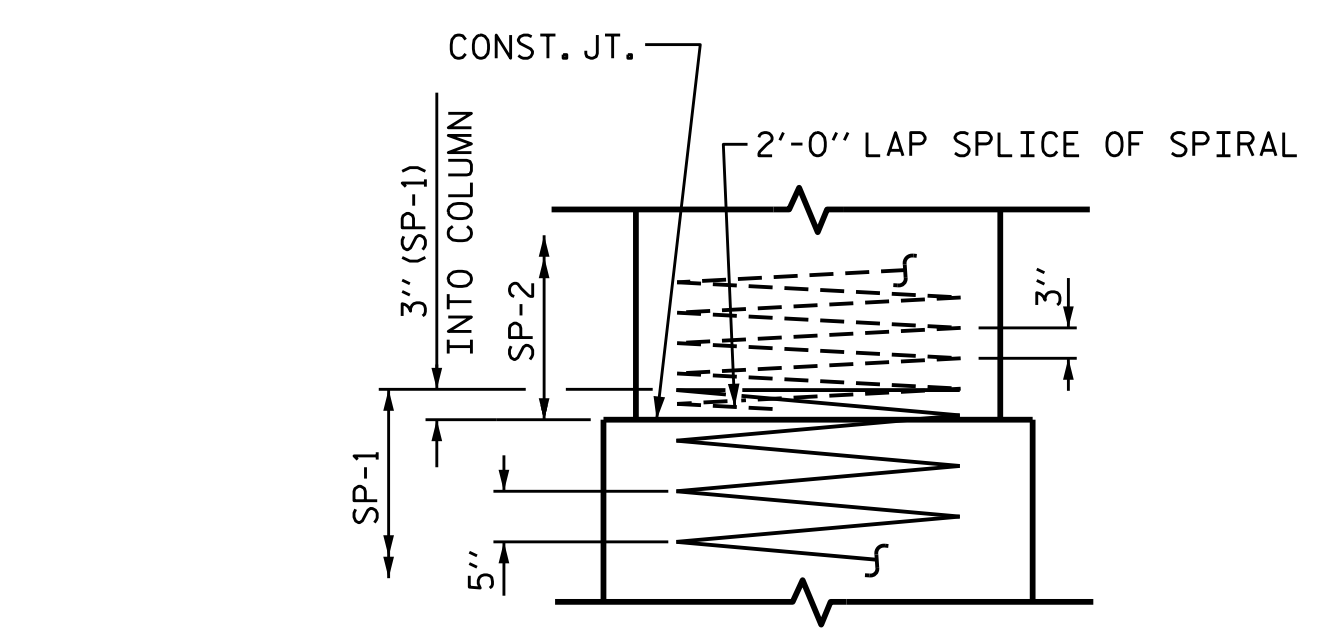 CONST. JT.
2'-0" LAP SPLICE OF SPIRAL
3" (SP-1)
INTO COLUMN
SP-2
3"
SP-1
5"